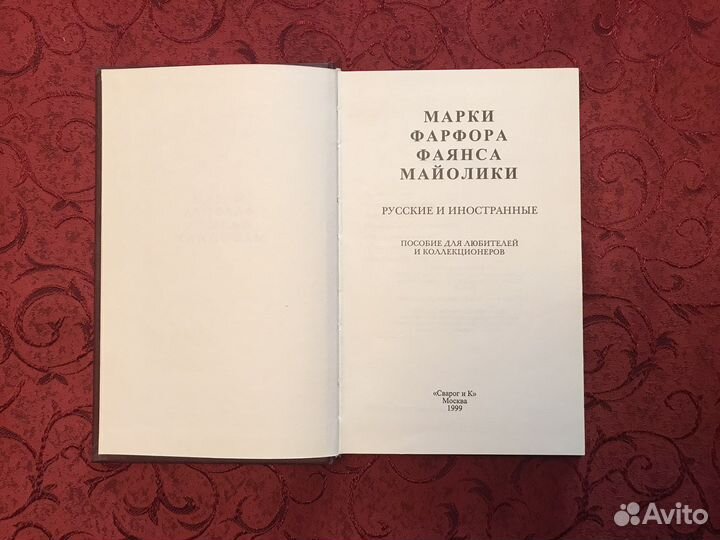 МАРКИ
ФАРФОРА
ФАЯНСА
МАЙОЛИКИ
РУССКИЕ И ИНОСТРАННЫЕ
ПОСОБИЕ ДЛЯ ЛЮБИТЕЛЕЙ
И КОЛЛЕКЦИОНЕРОВ
«Сварог и К»
Москва
1999
Avito